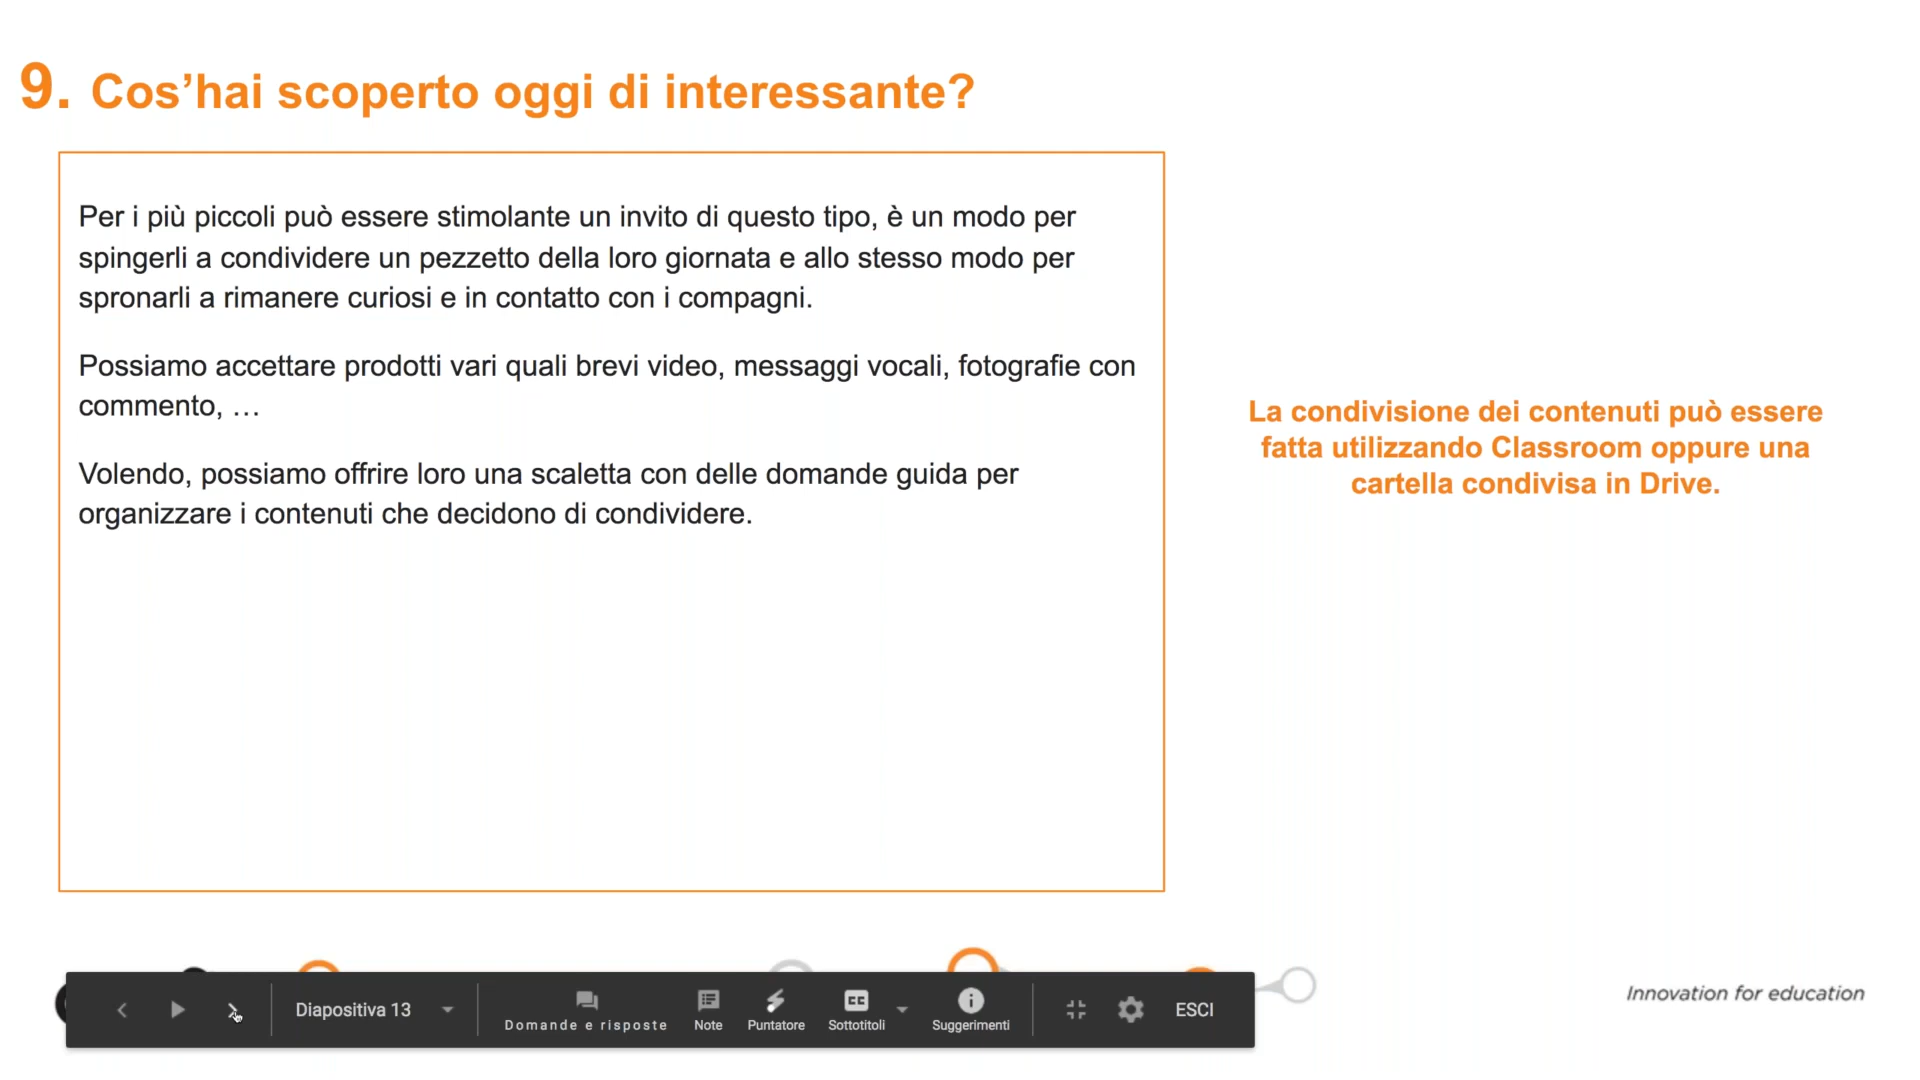 9. Cos’hai scoperto oggi di interessante?
Per i più piccoli può essere stimolante un invito di questo tipo, è un modo per
spingerli a condividere un pezzetto della loro giornata e allo stesso modo per
spronarli a rimanere curiosi e in contatto con i compagni.
Possiamo accettare prodotti vari quali brevi video, messaggi vocali, fotografie con
commento, …
Volendo, possiamo offrire loro una scaletta con delle domande guida per
organizzare i contenuti che decidono di condividere.
La condivisione dei contenuti può essere
fatta utilizzando Classroom oppure una
cartella condivisa in Drive.
Innovation for education
Diapositiva 13
Domande e risposte
Note
Puntatore
CC
Sottotitoli
Suggerimenti
ESCI